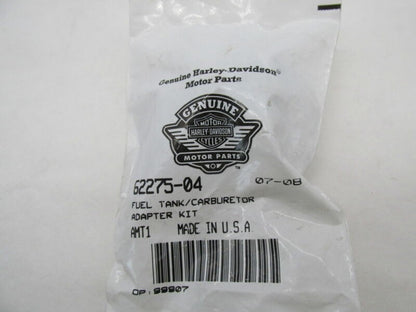 Genuine Harley-Davidson®
Motor Parts
GENUINE
MOTOR
HARLEY-DAVIDSON
CYCLES
MOTOR PARTS
62275-04 07-08
FUEL TANK/CARBURETOR
ADAPTER KIT
AMT1 MADE IN U.S.A.
OP:99907